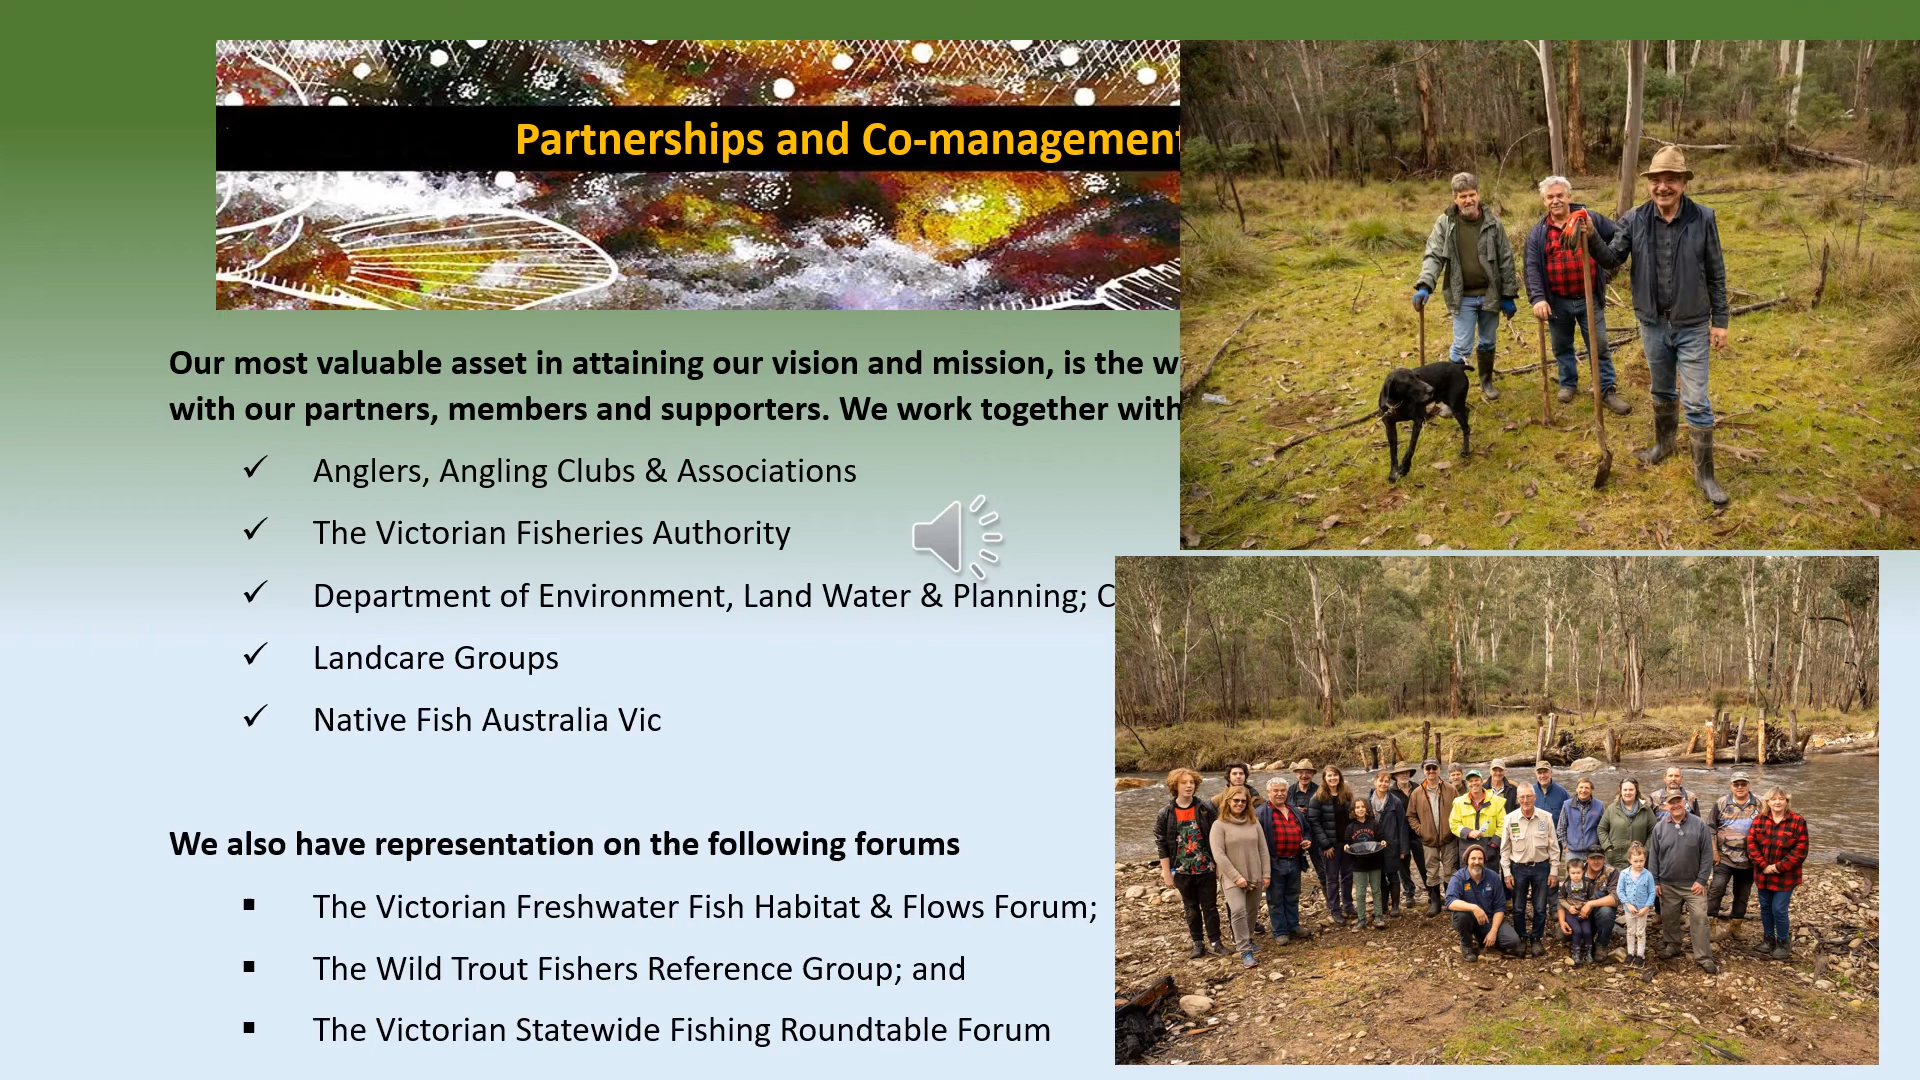 Partnerships and Co-management
Our most valuable asset in attaining our vision and mission, is the
with our partners, members and supporters. We work together with
✓ Anglers, Angling Clubs & Associations
✓ The Victorian Fisheries Authority
✓ Department of Environment, Land Water & Planning;
✓ Landcare Groups
✓ Native Fish Australia Vic
We also have representation on the following forums
▪ The Victorian Freshwater Fish Habitat & Flows Forum;
▪ The Wild Trout Fishers Reference Group; and
▪ The Victorian Statewide Fishing Roundtable Forum